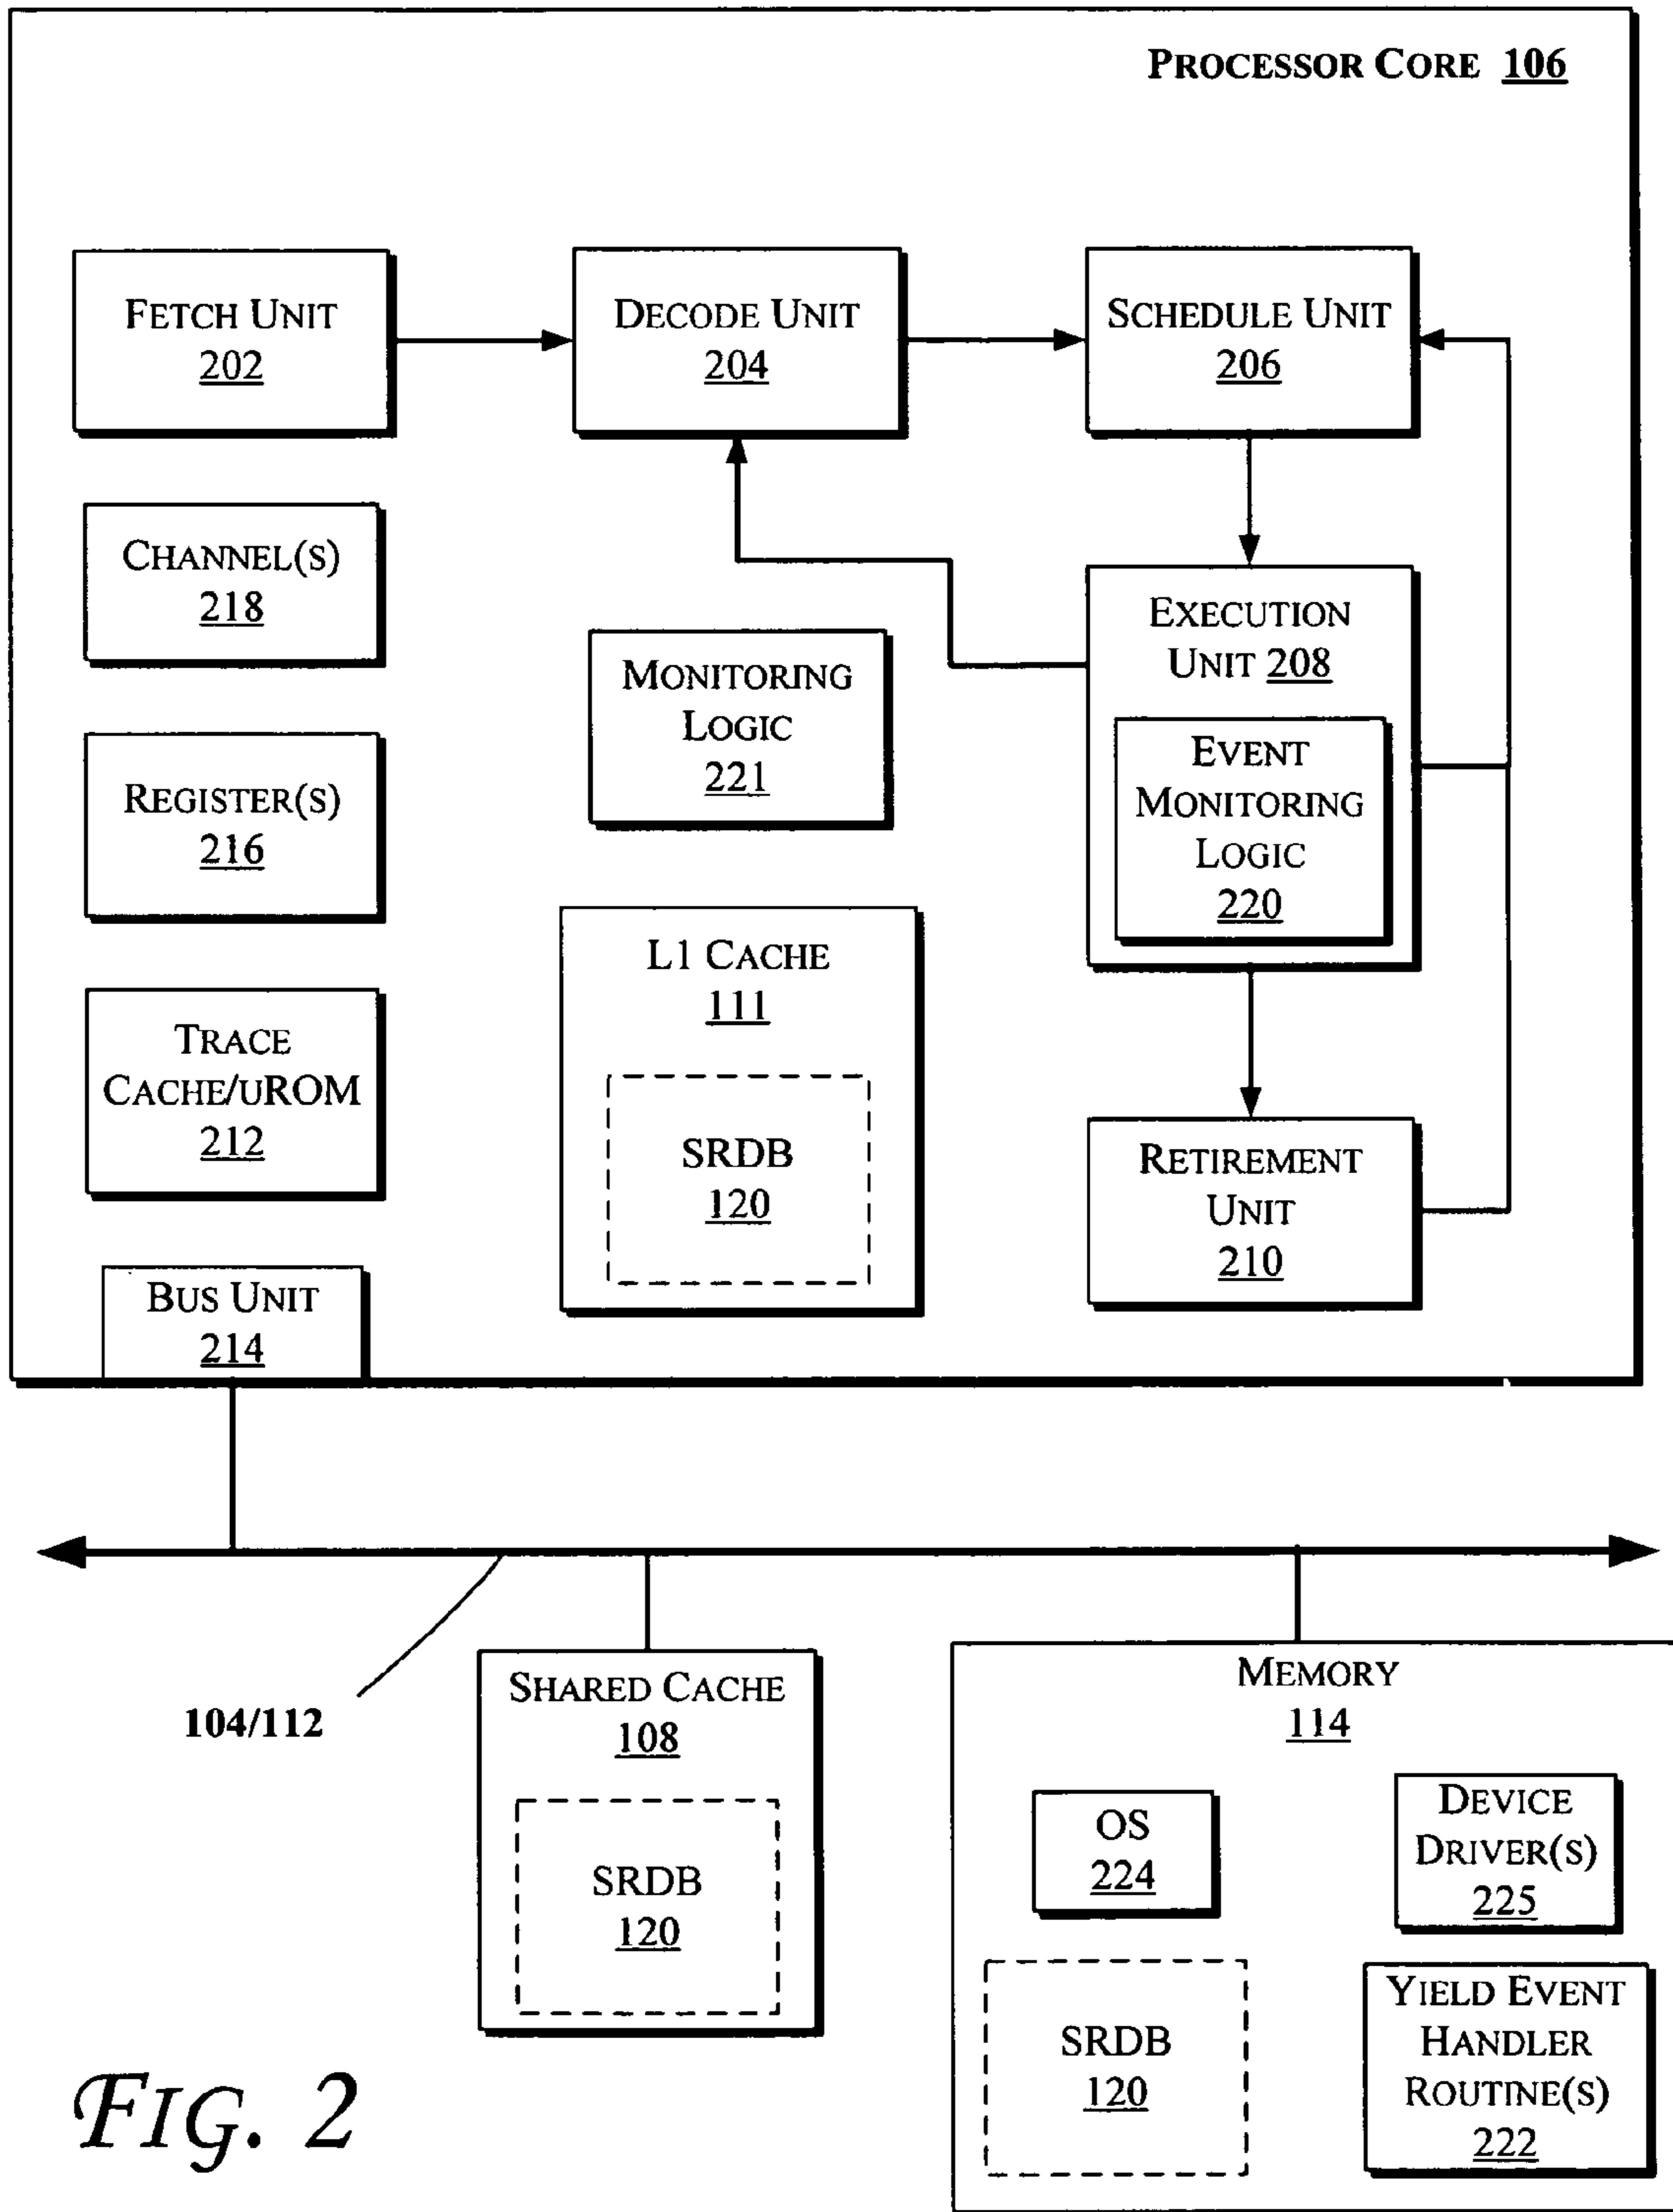 PROCESSOR CORE 106
FETCH UNIT
202
DECODE UNIT
204
SCHEDULE UNIT
206
CHANNEL(S)
218
MONITORING
LOGIC
221
EXECUTION
UNIT 208
EVENT
MONITORING
LOGIC
220
REGISTER(S)
216
L1 CACHE
111
SRDB
120
TRACE
CACHE/UROM
212
RETIREMENT
UNIT
210
BUS UNIT
214
104/112
SHARED CACHE
108
SRDB
120
MEMORY
114
OS
224
DEVICE
DRIVER(S)
225
SRDB
120
YIELD EVENT
HANDLER
ROUTINE(S)
222
FIG. 2